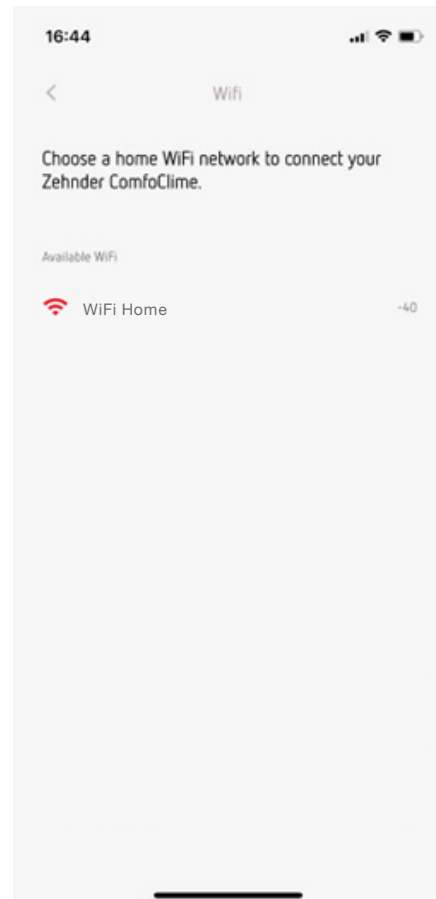 16:44
Wifi
Choose a home WiFi network to connect your
Zehnder ComfoClime.
Available WiFi
WiFi Home -40